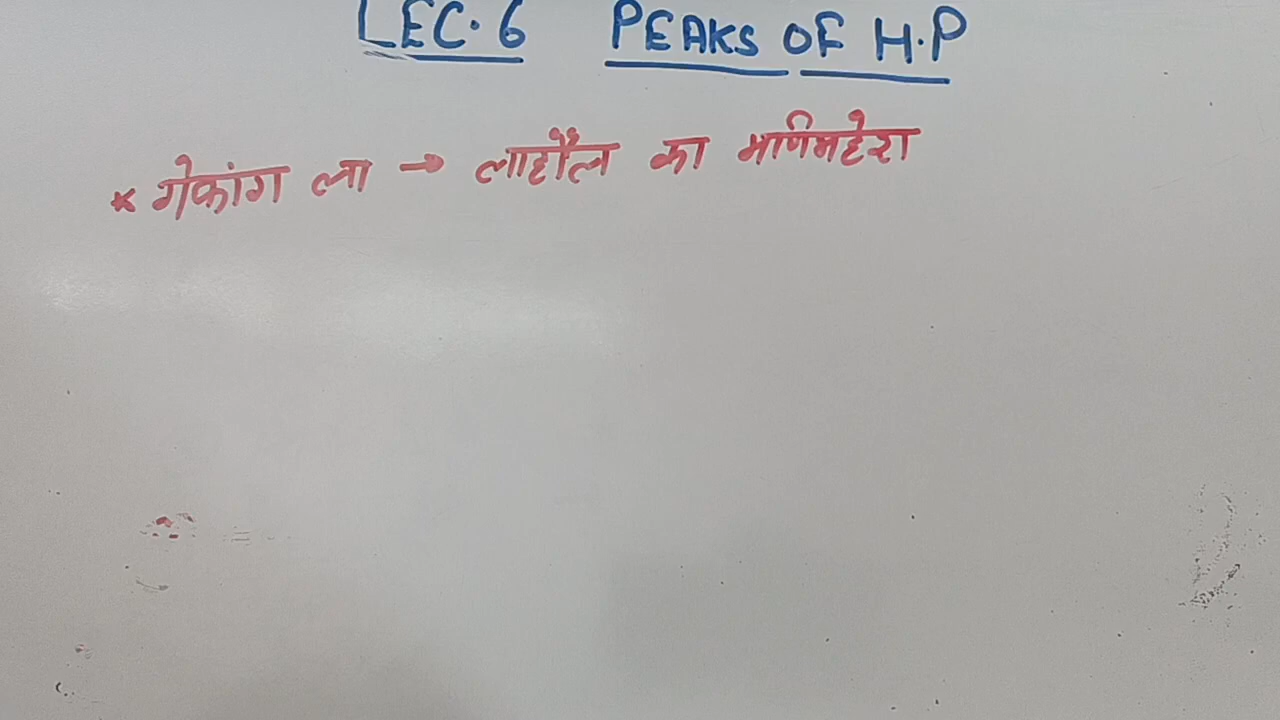 LEC. 6 PEAKS OF H.P
* गेफांग ला → लाहौल का मणिमहेश